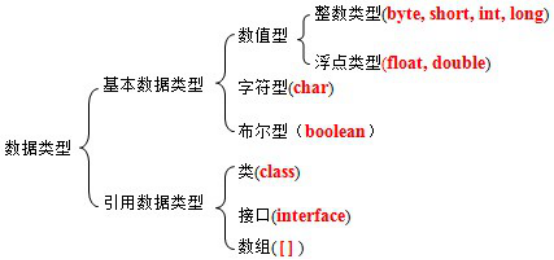 整数类型(byte, short, int, long)
数值型
浮点类型(float, double)
基本数据类型
字符型(char)
布尔型（boolean）
数据类型
类(class)
引用数据类型
接口(interface)
数组([ ])